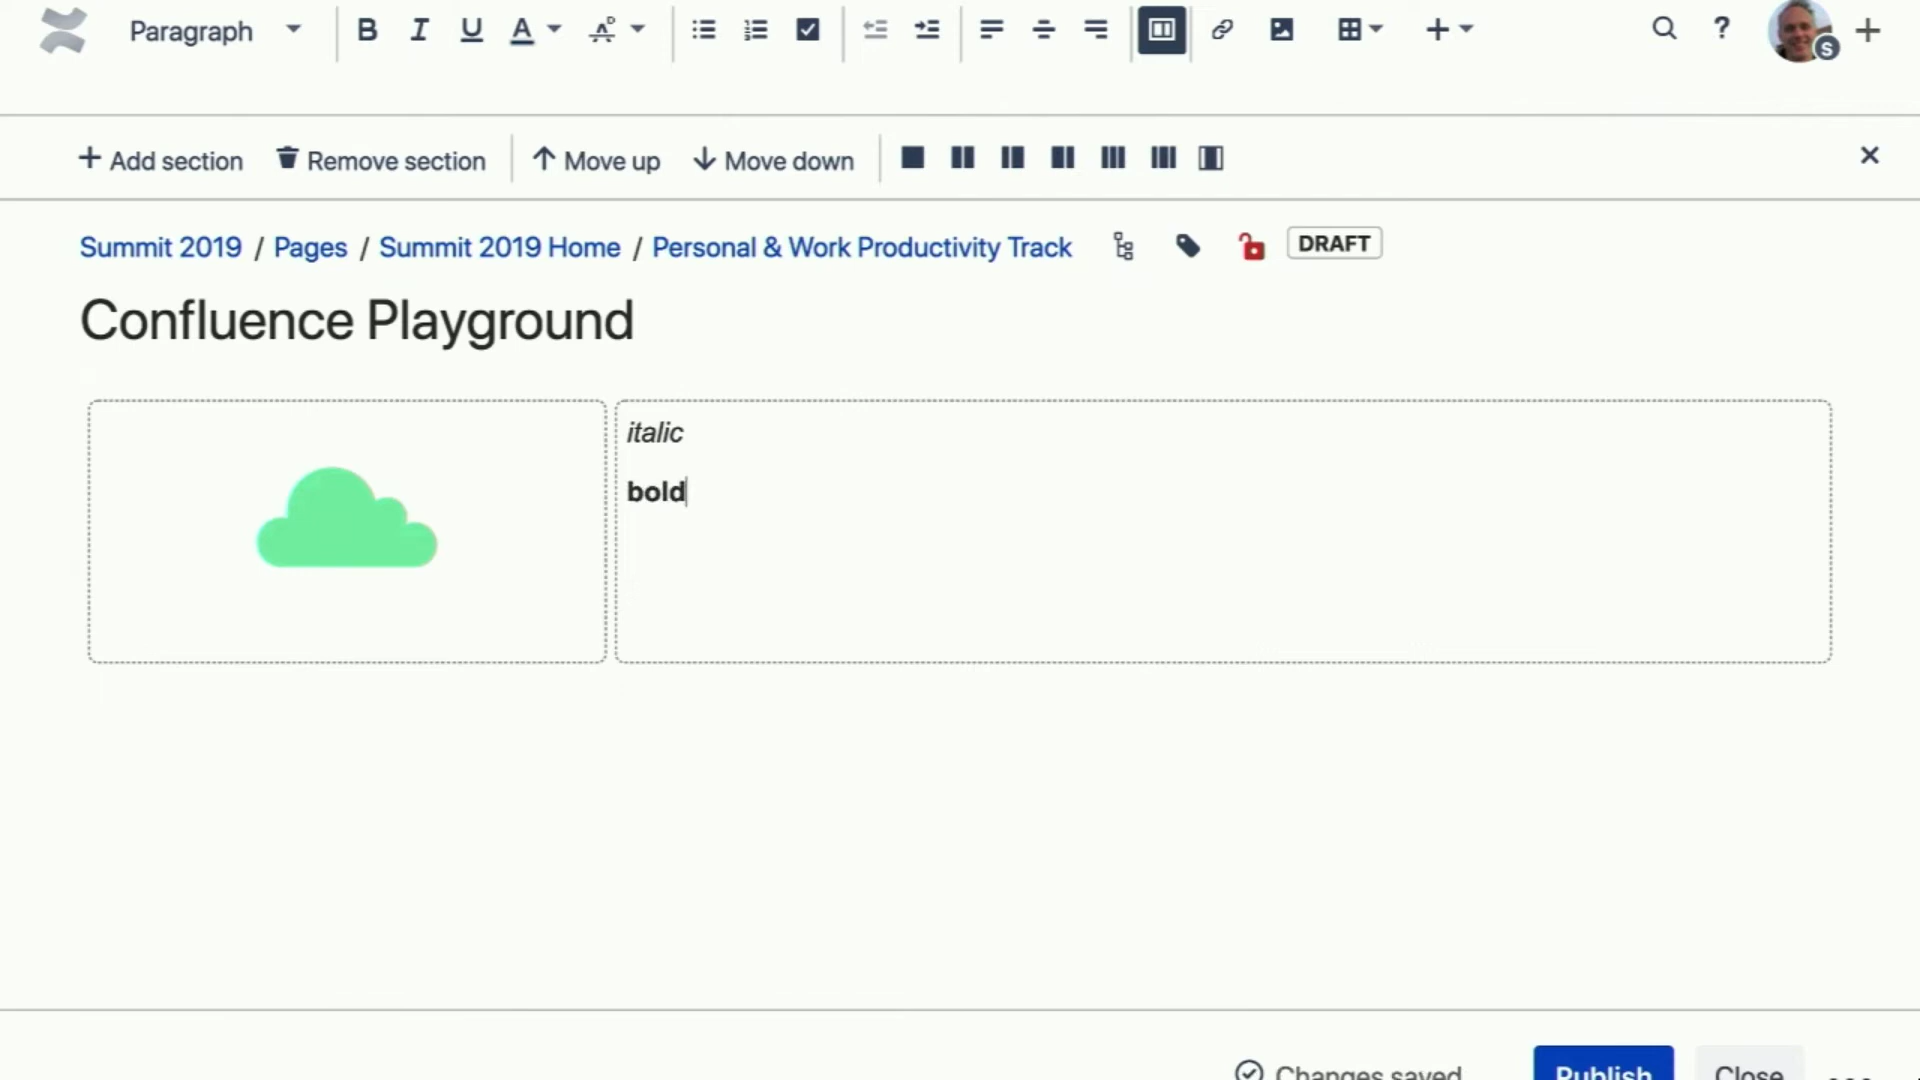 Paragraph B I U A
?
S
Add section Remove section Move up Move down
Summit 2019 / Pages / Summit 2019 Home / Personal & Work Productivity Track DRAFT
Confluence Playground
italic
bold
Changes saved Publish Close